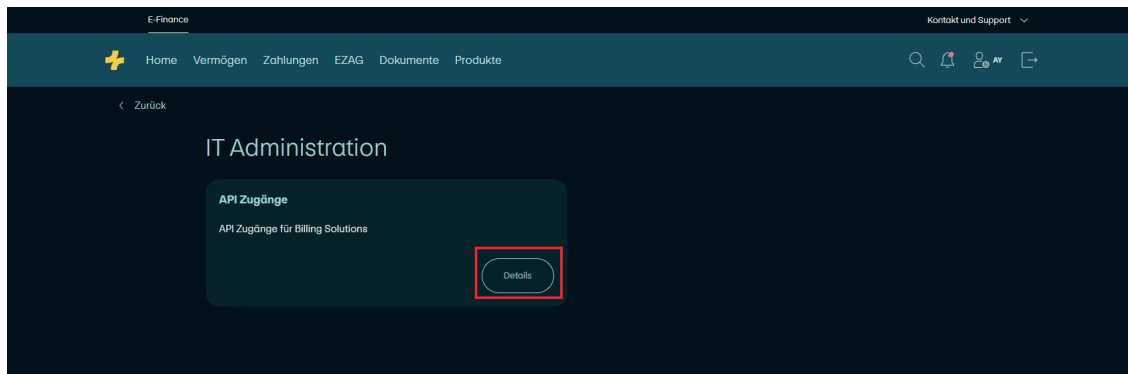 E-Finance
Kontakt und Support
Home Vermögen Zahlungen EZAG Dokumente Produkte
AY
Zurück
IT Administration
API Zugänge
API Zugänge für Billing Solutions
Details